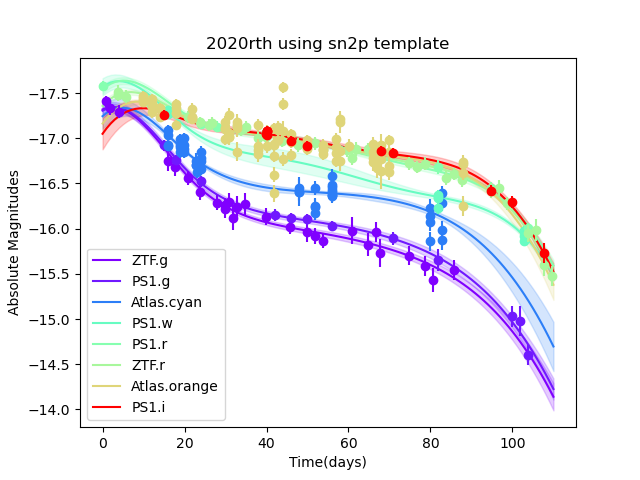 2020rth using sn2p template
Absolute Magnitudes
−17.5
−17.0
−16.5
−16.0
−15.5
−15.0
−14.5
−14.0
ZTF.g
PS1.g
Atlas.cyan
PS1.w
PS1.r
ZTF.r
Atlas.orange
PS1.i
0 20 40 60 80 100
Time(days)